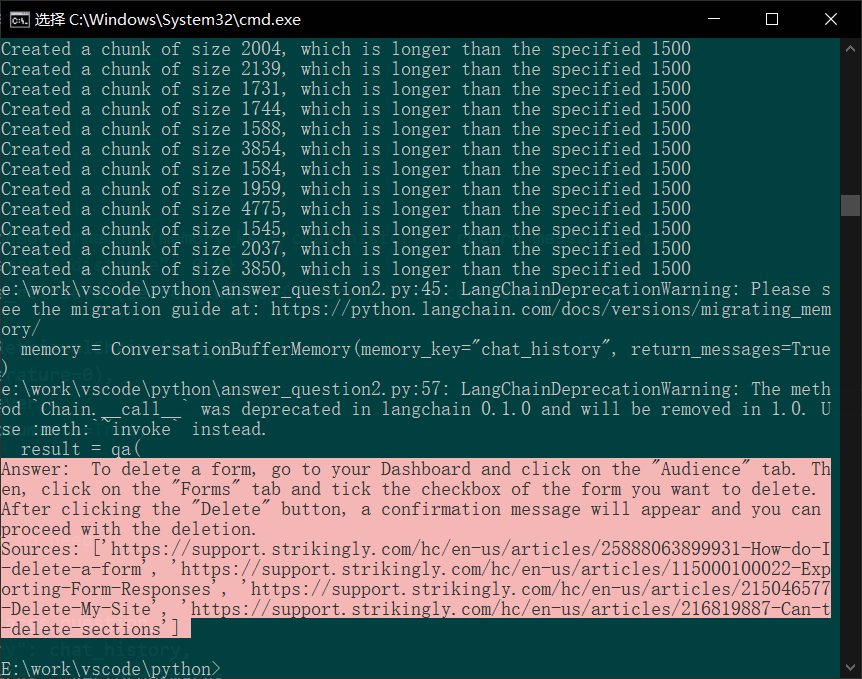 选择 C:\Windows\System32\cmd.exe
Created a chunk of size 2004, which is longer than the specified 1500
Created a chunk of size 2139, which is longer than the specified 1500
Created a chunk of size 1731, which is longer than the specified 1500
Created a chunk of size 1744, which is longer than the specified 1500
Created a chunk of size 1588, which is longer than the specified 1500
Created a chunk of size 3854, which is longer than the specified 1500
Created a chunk of size 1584, which is longer than the specified 1500
Created a chunk of size 1959, which is longer than the specified 1500
Created a chunk of size 4775, which is longer than the specified 1500
Created a chunk of size 1545, which is longer than the specified 1500
Created a chunk of size 2037, which is longer than the specified 1500
Created a chunk of size 3850, which is longer than the specified 1500
e:\work\vscode\python\answer_question2.py:45: LangChainDeprecationWarning: Please s
ee the migration guide at: https://python.langchain.com/docs/versions/migrating_mem
ory/
  memory = ConversationBufferMemory(memory_key="chat_history", return_messages=True
)
e:\work\vscode\python\answer_question2.py:57: LangChainDeprecationWarning: The meth
od `Chain.__call__` was deprecated in langchain 0.1.0 and will be removed in 1.0. U
se :meth:`~invoke` instead.
  result = qa(
Answer:  To delete a form, go to your Dashboard and click on the "Audience" tab. Th
en, click on the "Forms" tab and tick the checkbox of the form you want to delete.
After clicking the "Delete" button, a confirmation message will appear and you can
proceed with the deletion.
Sources: ['https://support.strikingly.com/hc/en-us/articles/25888063899931-How-do-I
-delete-a-form', 'https://support.strikingly.com/hc/en-us/articles/115000100022-Exp
orting-Form-Responses', 'https://support.strikingly.com/hc/en-us/articles/215046577
-Delete-My-Site', 'https://support.strikingly.com/hc/en-us/articles/216819887-Can-t
-delete-sections']
E:\work\vscode\python>